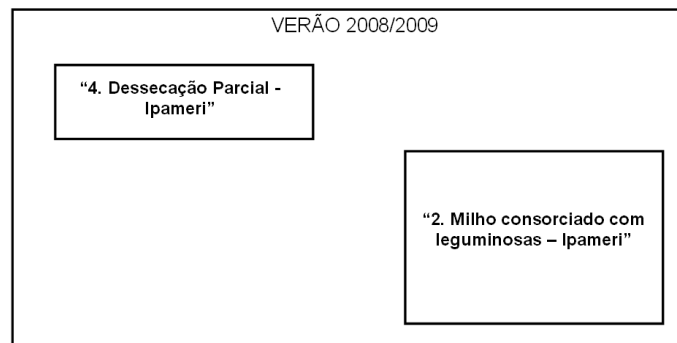 VERÃO 2008/2009
“4. Dessecação Parcial -
Ipameri”
“2. Milho consorciado com
leguminosas – Ipameri”